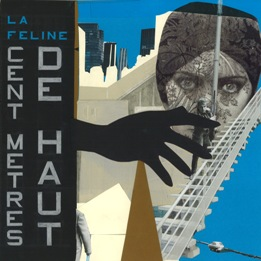 LA
FELINE
CENT METRES
DE HAUT